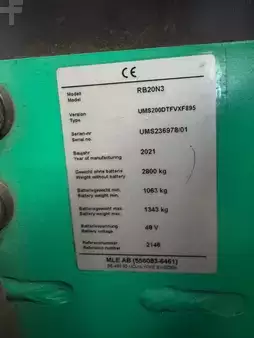 CE
Modell RB20N3
Model
Version UMS200DTFVXF895
Type
Serien-nr UMS236978/01
Serial no
Baujahr 2021
Year of manufacturing
Gewicht ohne batterie 2800 kg
Weight without battery
Batteriegewicht min. 1063 kg
Battery weight min.
Batteriegewicht max. 1343 kg
Battery weight max.
Batteriespannung 48 V
Battery voltage
Referenznummer 2148
Reference number
MLE AB (556083-6461)